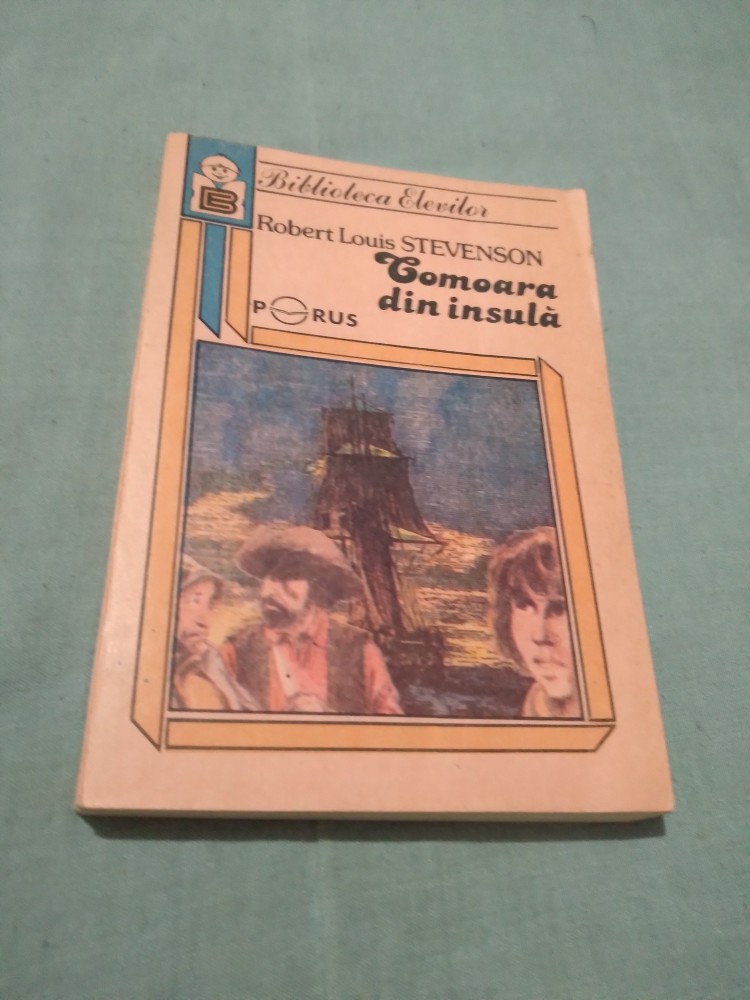 B
Biblioteca Elevilor
Robert Louis STEVENSON
Comoara
din insulă
PORUS